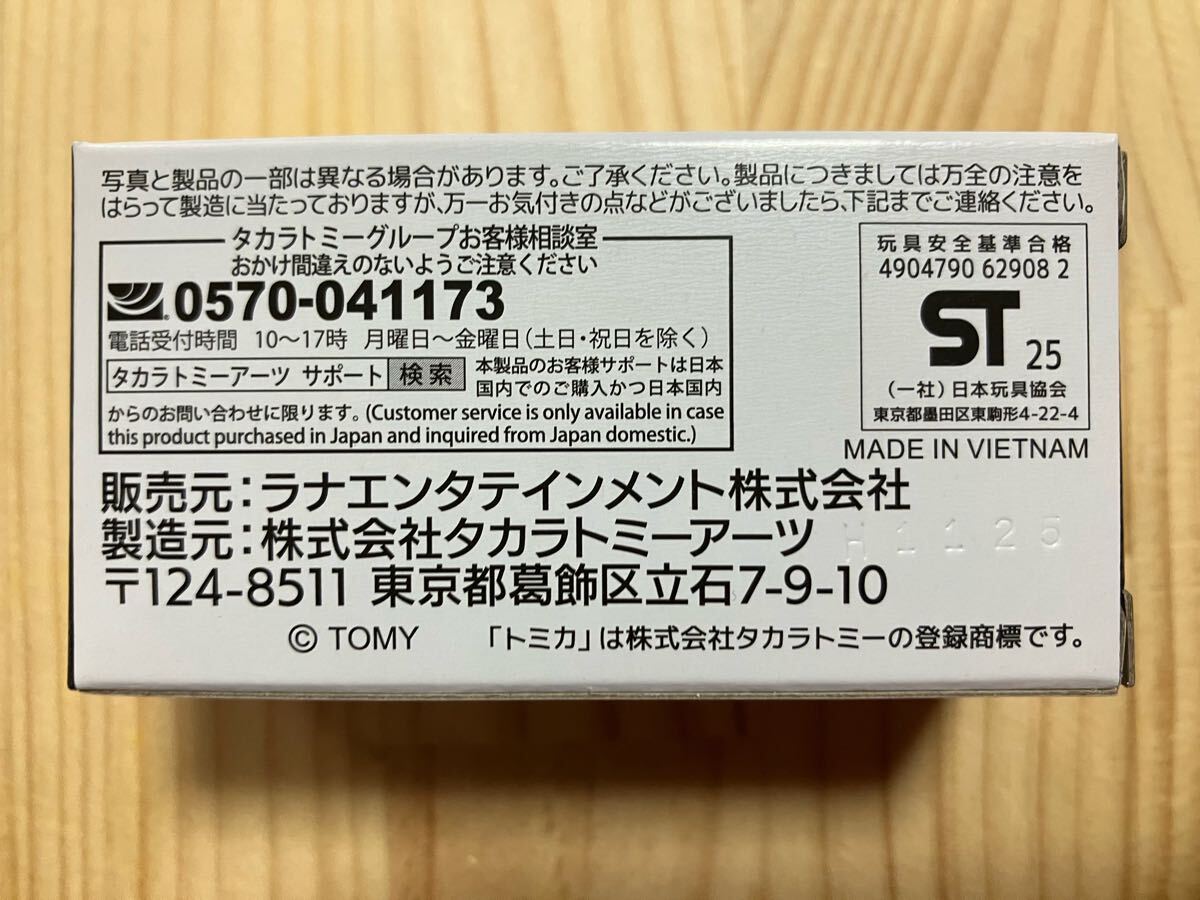 写真と製品の一部は異なる場合があります。ご了承ください。製品につきましては万全の注意を
はらって製造に当たっておりますが、万一お気付きの点などがございましたら、下記までご連絡ください。
タカラトミーグループお客様相談室
おかけ間違えのないようご注意ください
0570-041173
電話受付時間 10～17時 月曜日～金曜日(土日・祝日を除く)
タカラトミーアーツ サポート 検索
本製品のお客様サポートは日本
国内でのご購入かつ日本国内
からのお問い合わせに限ります。(Customer service is only available in case
this product purchased in Japan and inquired from Japan domestic.)
玩具安全基準合格
4904790 62908 2
ST 25
(一社)日本玩具協会
東京都墨田区東駒形4-22-4
MADE IN VIETNAM
販売元:ラナエンタテインメント株式会社
製造元:株式会社タカラトミーアーツ
H1125
〒124-8511 東京都葛飾区立石7-9-10
© TOMY 「トミカ」は株式会社タカラトミーの登録商標です。